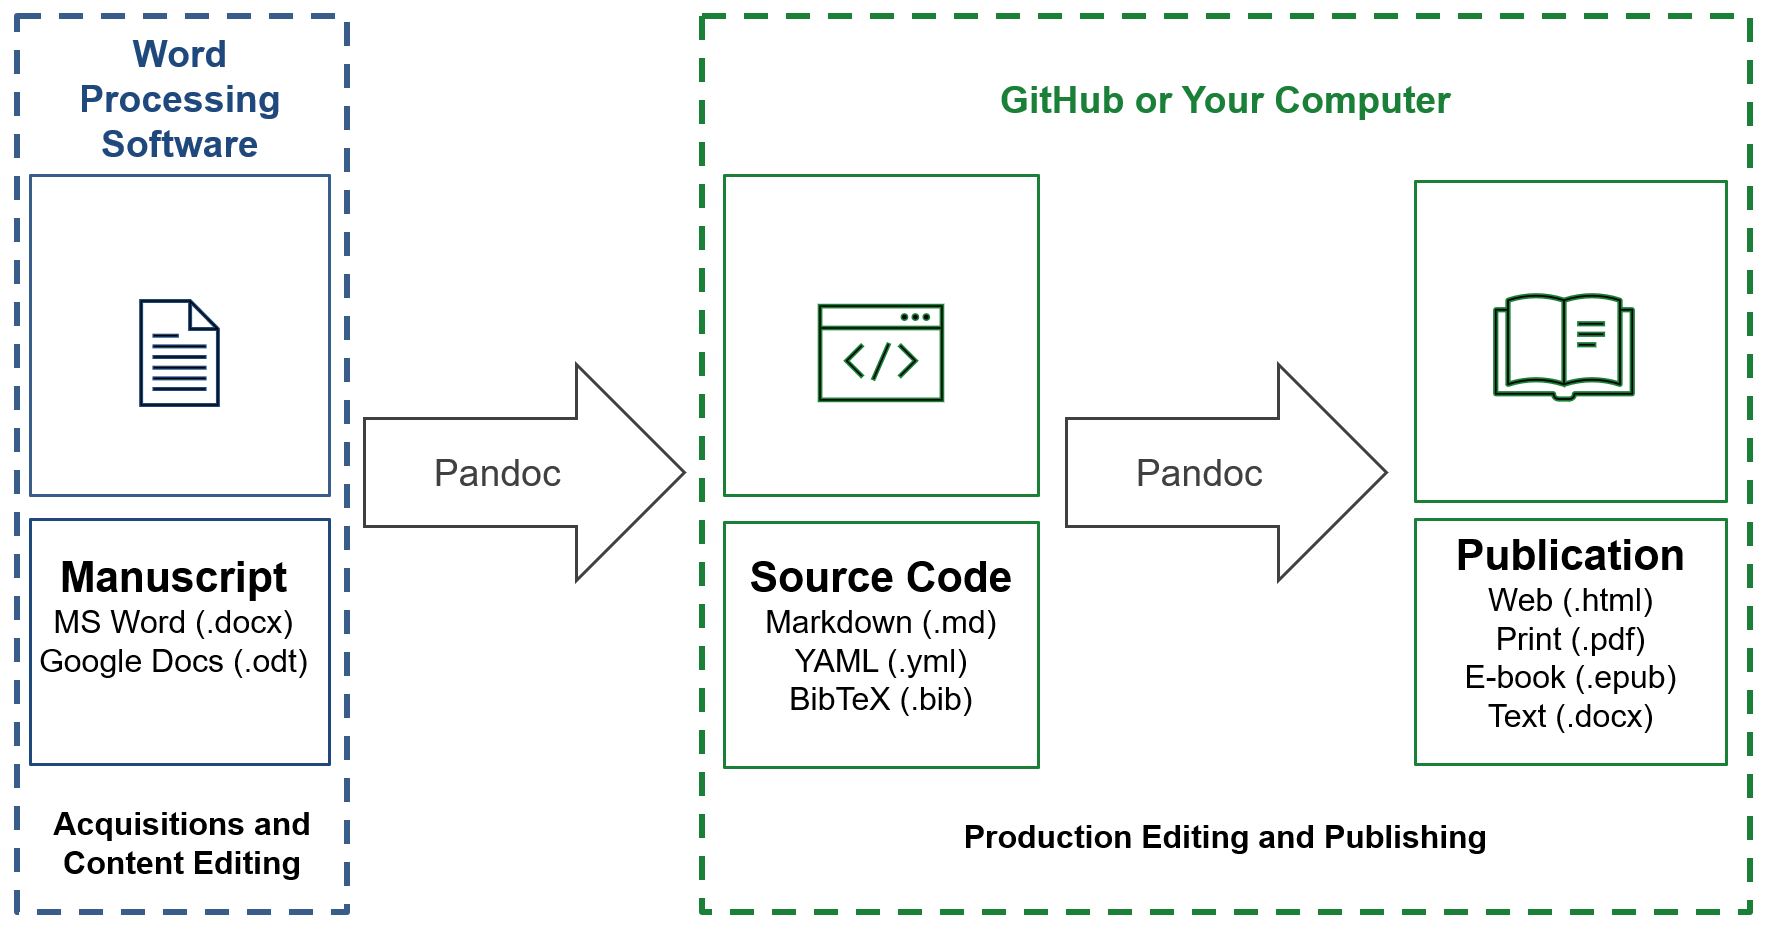 Word
Processing
Software
Manuscript
MS Word (.docx)
Google Docs (.odt)
Acquisitions and
Content Editing
Pandoc
GitHub or Your Computer
</>
Source Code
Markdown (.md)
YAML (.yml)
BibTeX (.bib)
Pandoc
Publication
Web (.html)
Print (.pdf)
E-book (.epub)
Text (.docx)
Production Editing and Publishing